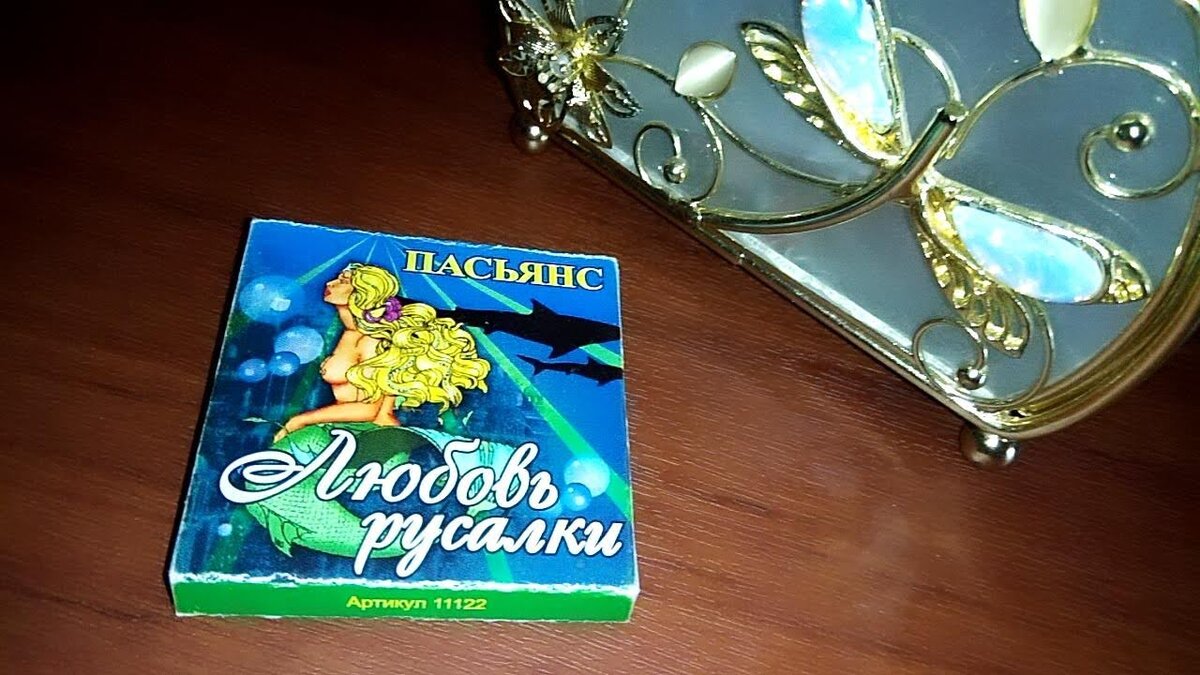 ПАСЬЯНС
Любовь
русалки
Артикул 11122